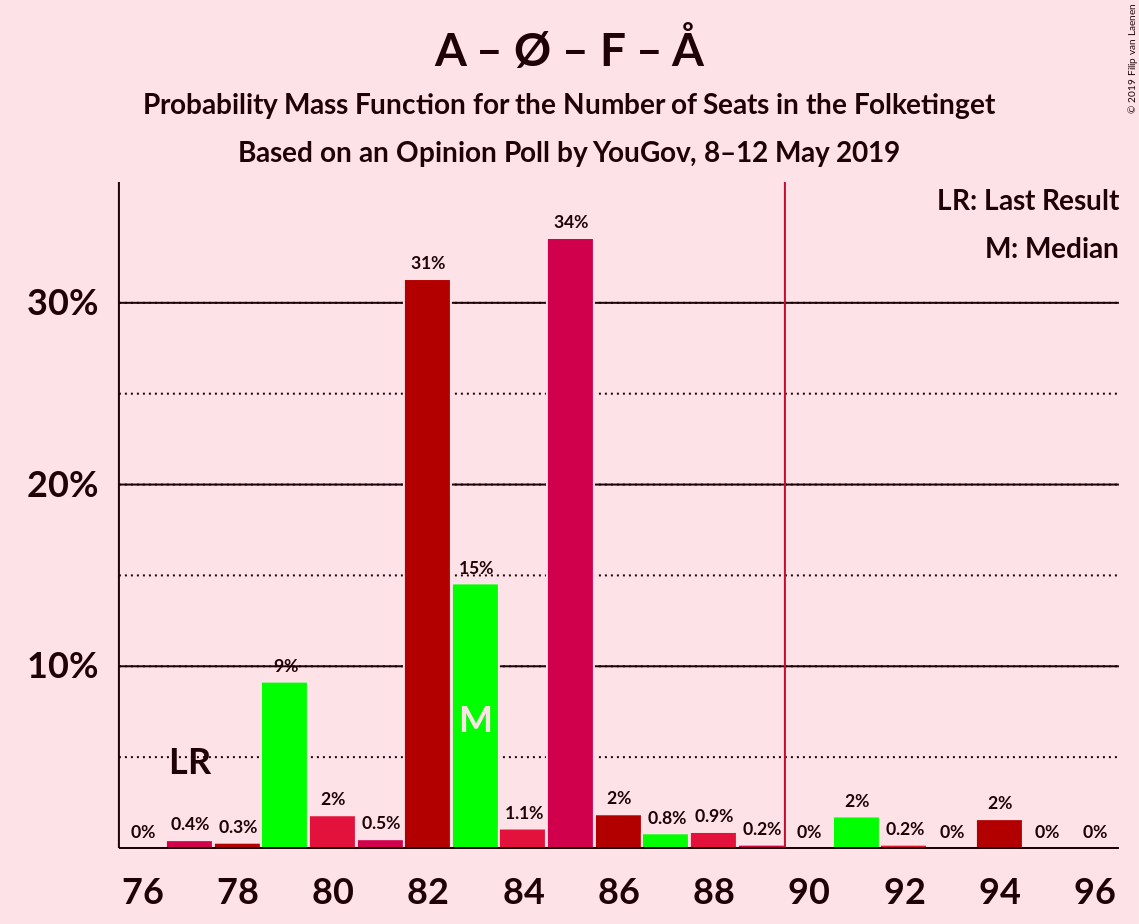 © 2019 Filip van Laenen
A – Ø – F – Å
Probability Mass Function for the Number of Seats in the Folketinget
Based on an Opinion Poll by YouGov, 8–12 May 2019
LR: Last Result
M: Median
30%
20%
10%
0%
0.4%
0.3%
9%
2%
0.5%
31%
15%
1.1%
34%
2%
0.8%
0.9%
0.2%
0%
2%
0.2%
0%
2%
0%
0%
LR
M
76 78 80 82 84 86 88 90 92 94 96